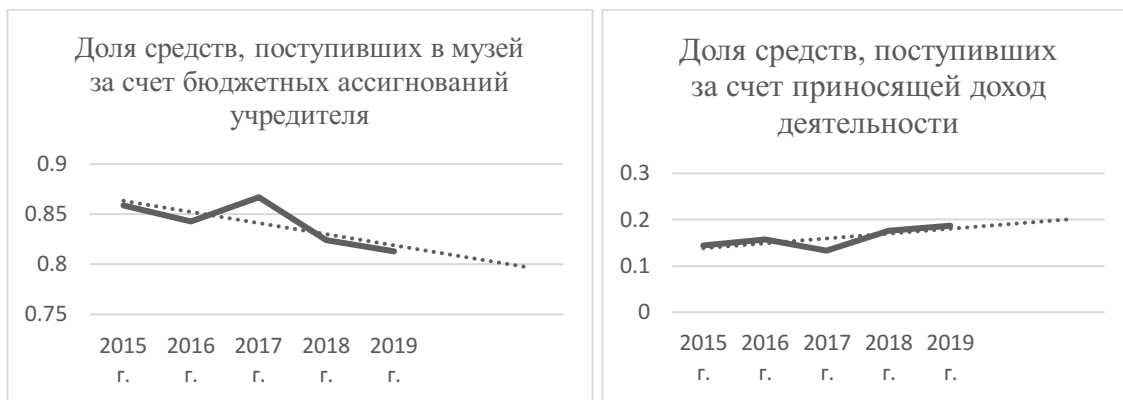 Доля средств, поступивших в музей
за счет бюджетных ассигнований
учредителя
0.9
0.85
0.8
0.75
2015 2016 2017 2018 2019
г. г. г. г. г.
Доля средств, поступивших
за счет приносящей доход
деятельности
0.3
0.2
0.1
0
2015 2016 2017 2018 2019
г. г. г. г. г.